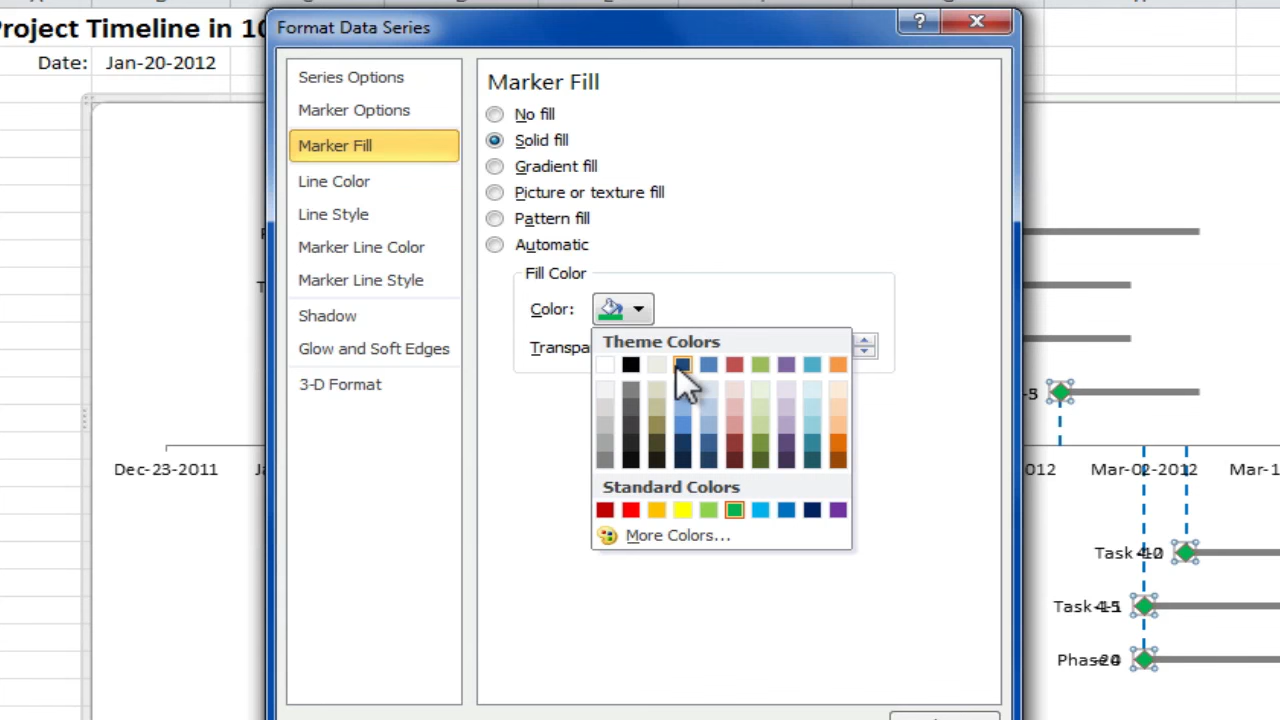 Project Timeline in 10
Date: Jan-20-2012
Format Data Series
?
Series Options
Marker Options
Marker Fill
Line Color
Line Style
Marker Line Color
Marker Line Style
Shadow
Glow and Soft Edges
3-D Format
Marker Fill
No fill
Solid fill
Gradient fill
Picture or texture fill
Pattern fill
Automatic
Fill Color
Color:
Transpa
Theme Colors
Standard Colors
More Colors...
Dec-23-2011
012
Mar-02-2012
Mar-1
Task
Task
Phase